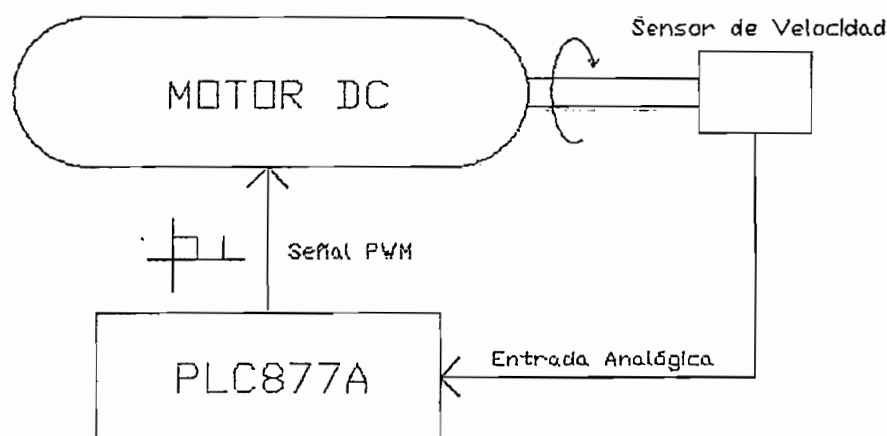 Sensor de Velocidad
MOTOR DC
Señal PWM
Entrada Analógica
PLC877A